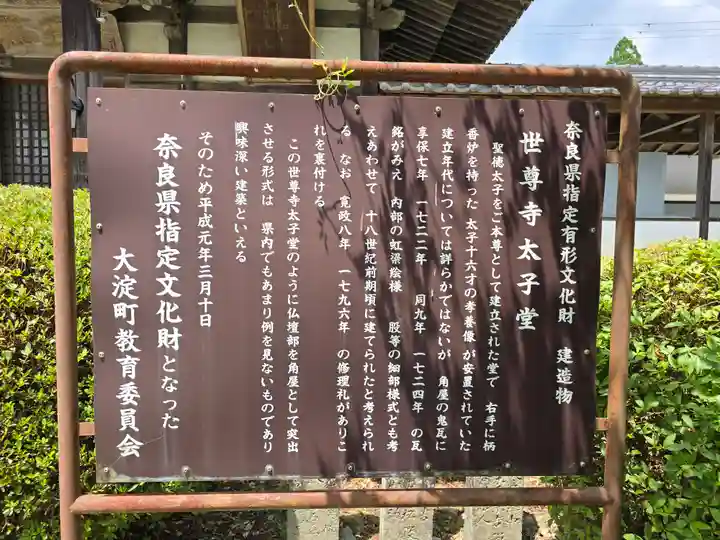 奈良県指定有形文化財　建造物
世尊寺太子堂
聖徳太子をご本尊として建立された堂で　右手に柄
香炉を持った　太子十六才の孝養像が安置されていた
建立年代については詳らかではないが　角屋の鬼瓦に
享保七年　一七二二年　同九年　一七二四年　の瓦
銘がみえ　内部の虹梁絵様　股等の細部様式とも考
えあわせて　十八世紀前期頃に建てられたと考えられ
る　なお　寛政八年　一七九六年　の修理札がありこ
れを裏付ける
この世尊寺太子堂のように仏壇部を角屋として突出
させる形式は　県内でもあまり例を見ないものであり
興味深い建築といえる
そのため平成元年三月十日
奈良県指定文化財となった
大淀町教育委員会